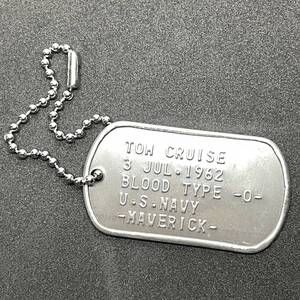 TOM CRUISE
3 JUL.1962
BLOOD TYPE -O-
U.S.NAVY
-MAVERICK-